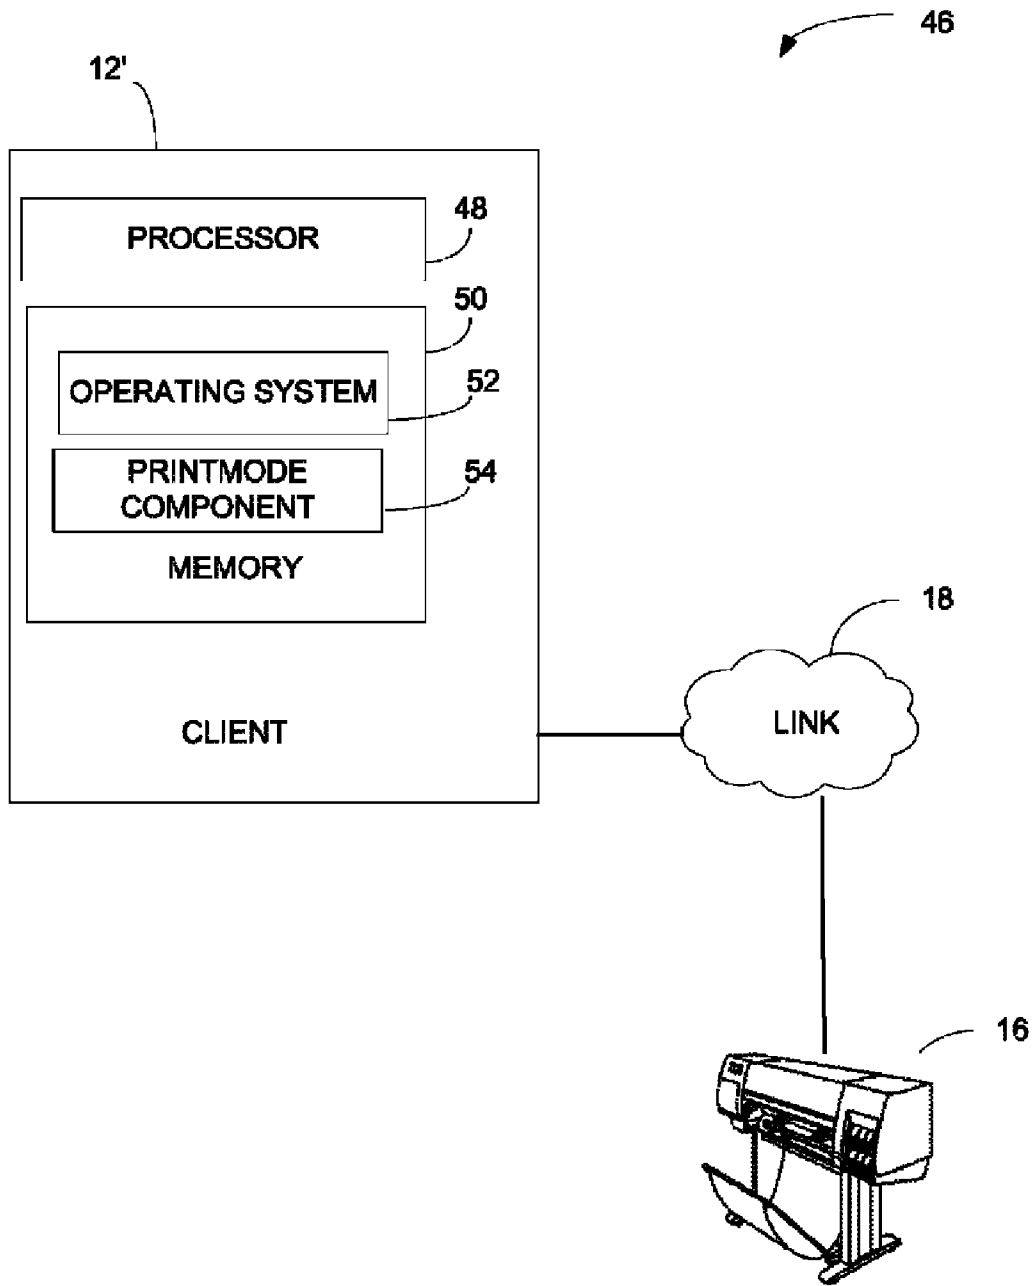 46
12'
PROCESSOR
48
50
OPERATING SYSTEM
52
PRINTMODE
COMPONENT
54
MEMORY
18
LINK
CLIENT
16